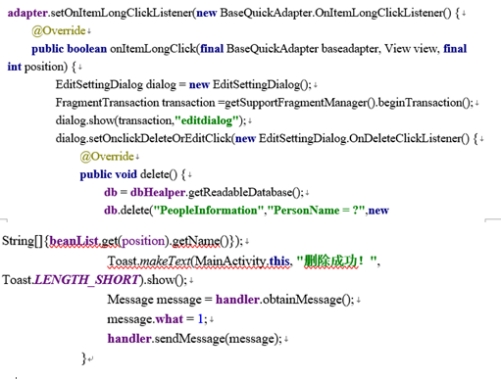 adapter.setOnItemLongClickListener(new BaseQuickAdapter.OnItemLongClickListener() {
@Override
public boolean onItemLongClick(final BaseQuickAdapter baseadapter, View view, final
int position) {
EditSettingDialog dialog = new EditSettingDialog();
FragmentTransaction transaction =getSupportFragmentManager().beginTransaction();
dialog.show(transaction,"editdialog");
dialog.setOnclickDeleteOrEditClick(new EditSettingDialog.OnDeleteClickListener() {
@Override
public void delete() {
db = dbHealper.getReadableDatabase();
db.delete("PeopleInformation","PersonName = ?",new
String[]{beanList.get(position).getName()});
Toast.makeText(MainActivity.this, "删除成功！",
Toast.LENGTH_SHORT).show();
Message message = handler.obtainMessage();
message.what = 1;
handler.sendMessage(message);
}